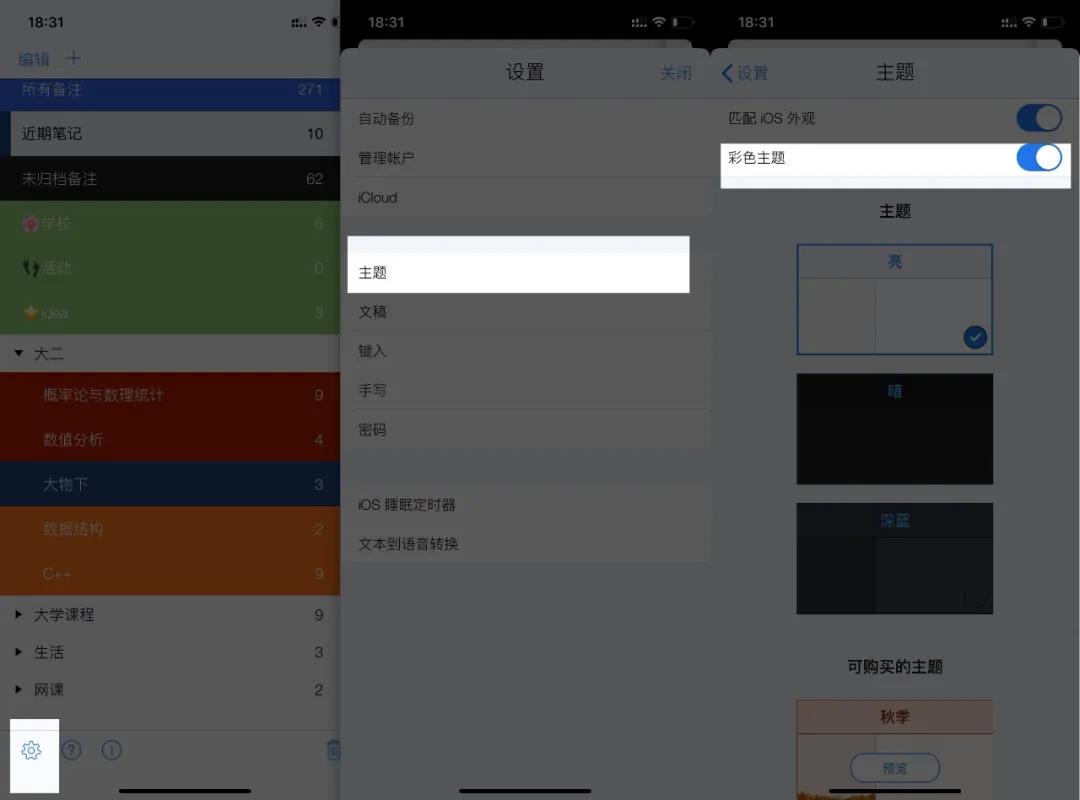 18:31
编辑 +
所有备注 271
近期笔记 10
未归档备注 62
🌸学校 6
👣活动 0
⭐idea 3
▼ 大二
概率论与数理统计 9
数值分析 4
大物下 3
数据结构 2
C++ 9
▶ 大学课程 9
▶ 生活 3
▶ 网课 2
18:31
设置 关闭
自动备份
管理帐户
iCloud
主题
文稿
键入
手写
密码
iOS 睡眠定时器
文本到语音转换
18:31
设置 主题
匹配 iOS 外观
彩色主题
主题
亮
暗
深蓝
可购买的主题
秋季
预览